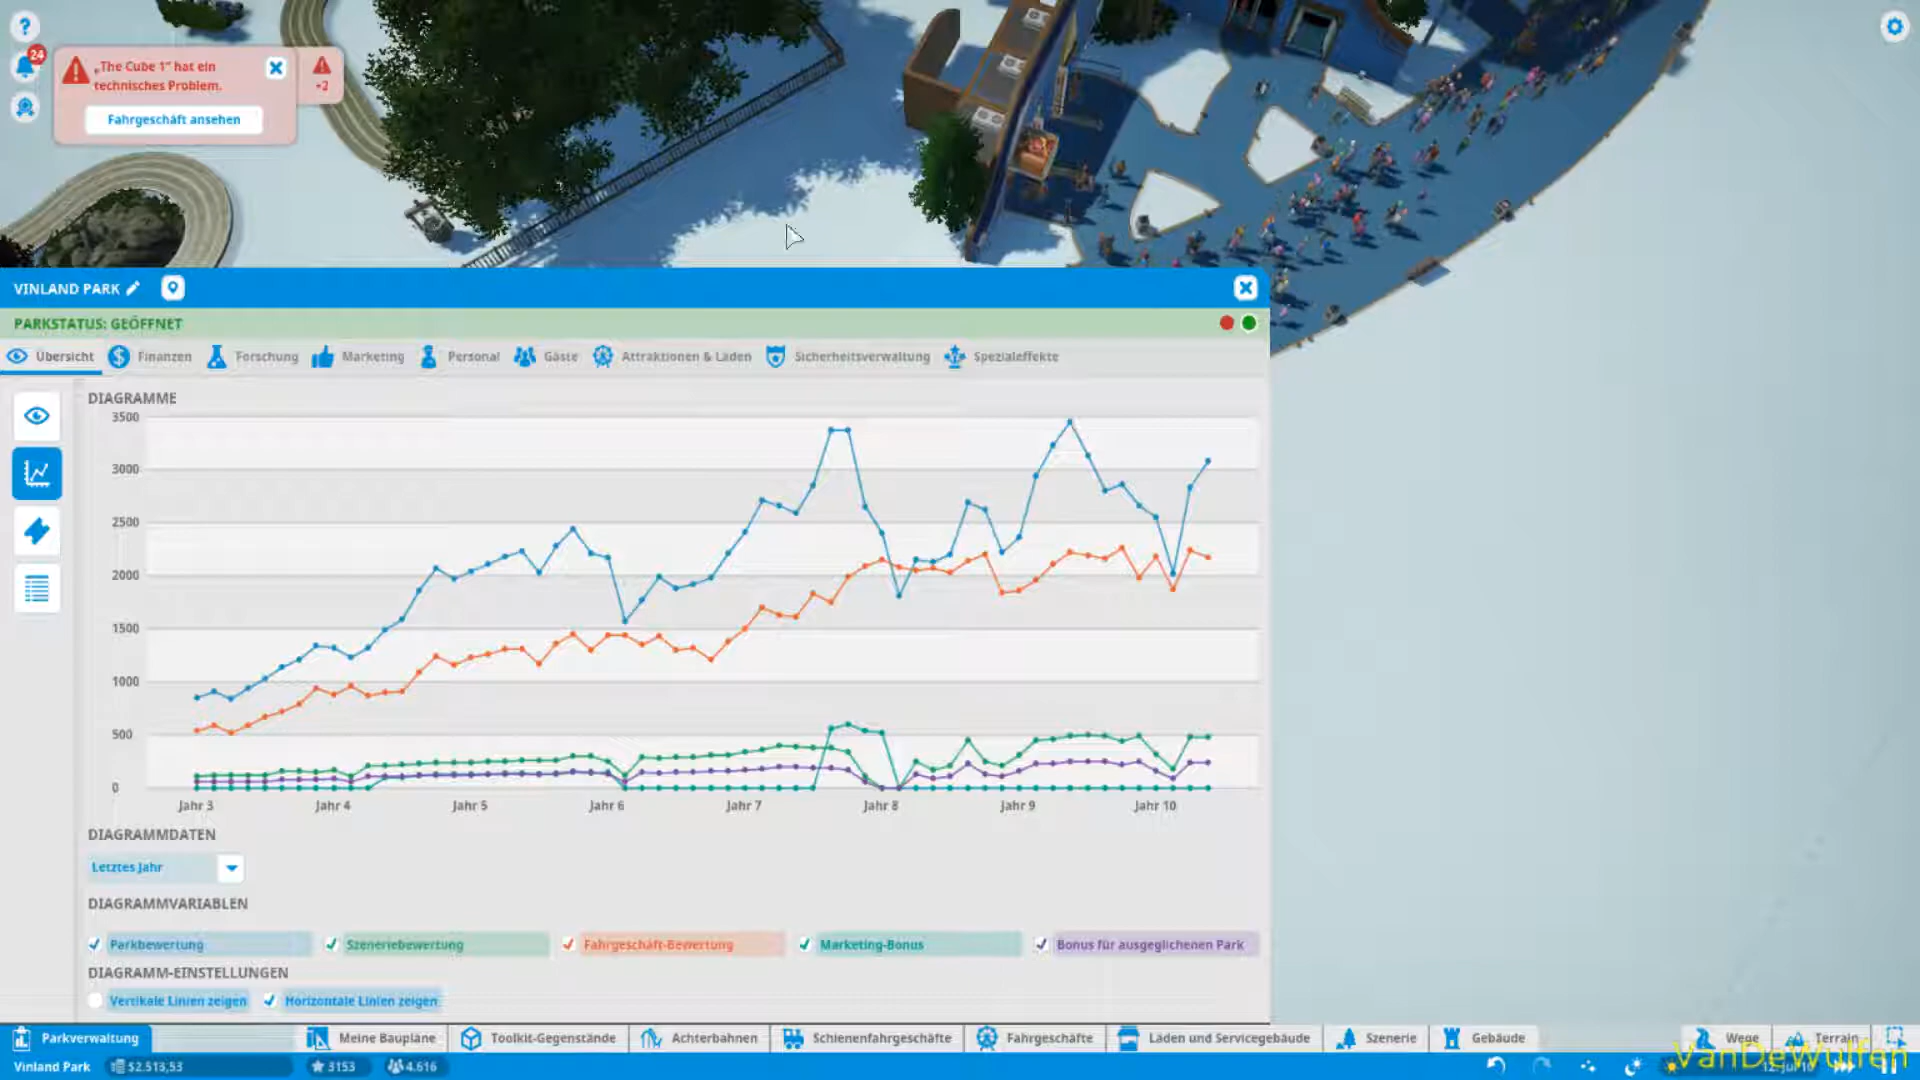 24
„The Cube 1“ hat ein
technisches Problem.
+2
Fahrgeschäft ansehen
VINLAND PARK
PARKSTATUS: GEÖFFNET
Übersicht Finanzen Forschung Marketing Personal Gäste Attraktionen & Läden Sicherheitsverwaltung Spezialeffekte
DIAGRAMME
3500
3000
2500
2000
1500
1000
500
0
Jahr 3 Jahr 4 Jahr 5 Jahr 6 Jahr 7 Jahr 8 Jahr 9 Jahr 10
DIAGRAMMDATEN
Letztes Jahr
DIAGRAMMVARIABLEN
Parkbewertung Szeneriebewertung Fahrgeschäft-Bewertung Marketing-Bonus Bonus für ausgeglichenen Park
DIAGRAMM-EINSTELLUNGEN
Vertikale Linien zeigen Horizontale Linien zeigen
Parkverwaltung Meine Baupläne Toolkit-Gegenstände Achterbahnen Schienenfahrgeschäfte Fahrgeschäfte Läden und Servicegebäude Szenerie Gebäude Wege Terrain
Vinland Park $2.513,53 3153 4.616 12. Jul 10
VanDeWulfen